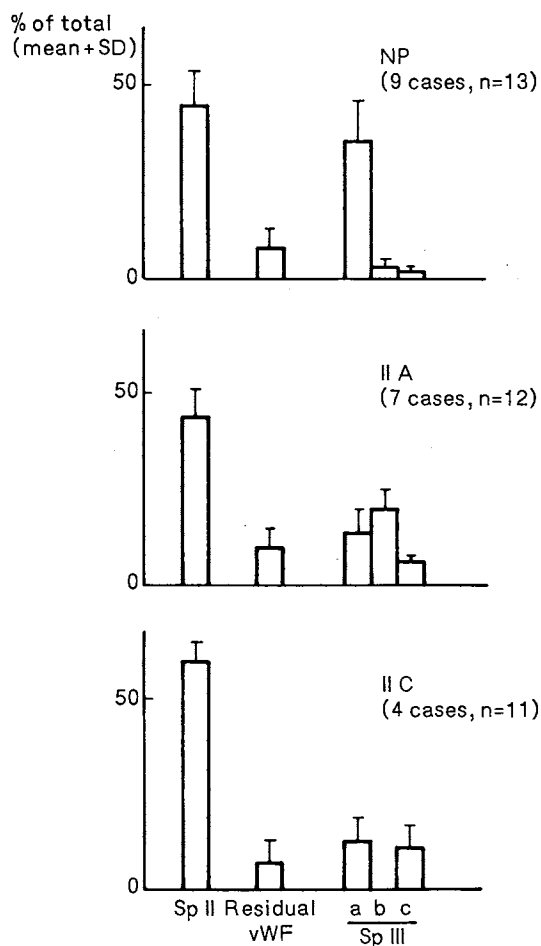 % of total
(mean+SD)
50
0
NP
(9 cases, n=13)
50
0
II A
(7 cases, n=12)
50
0
II C
(4 cases, n=11)
Sp II Residual vWF
a b c
Sp III